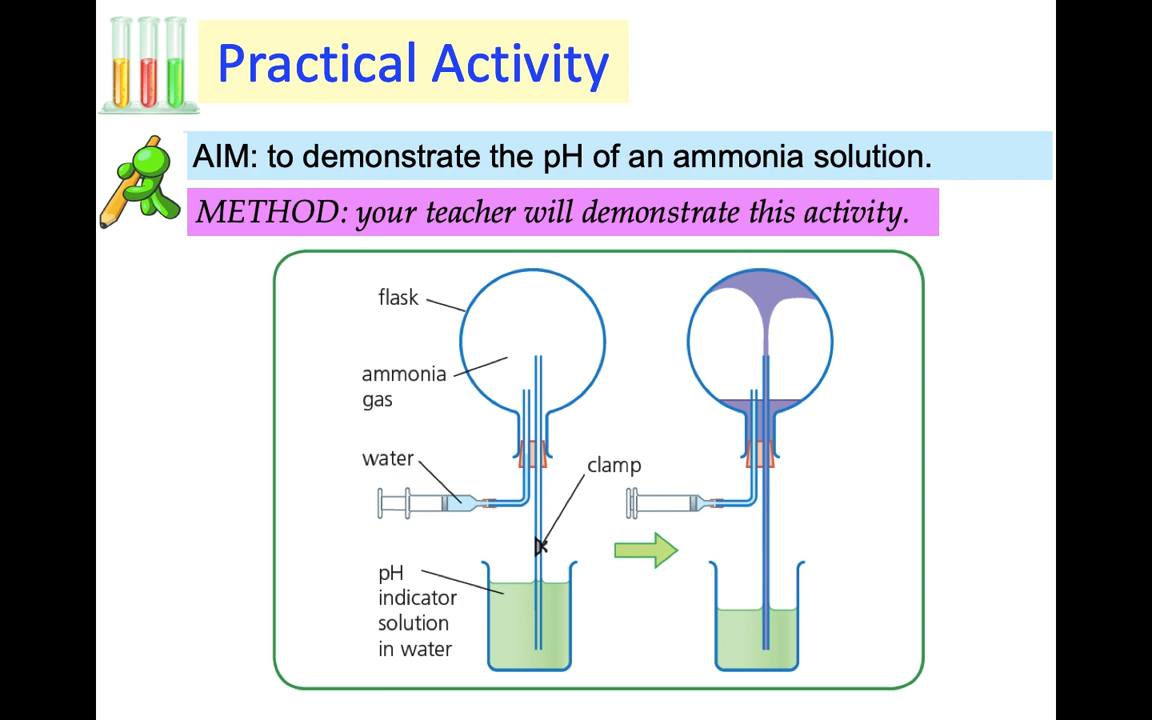 Practical Activity
AIM: to demonstrate the pH of an ammonia solution.
METHOD: your teacher will demonstrate this activity.
flask
ammonia
gas
water
clamp
pH
indicator
solution
in water